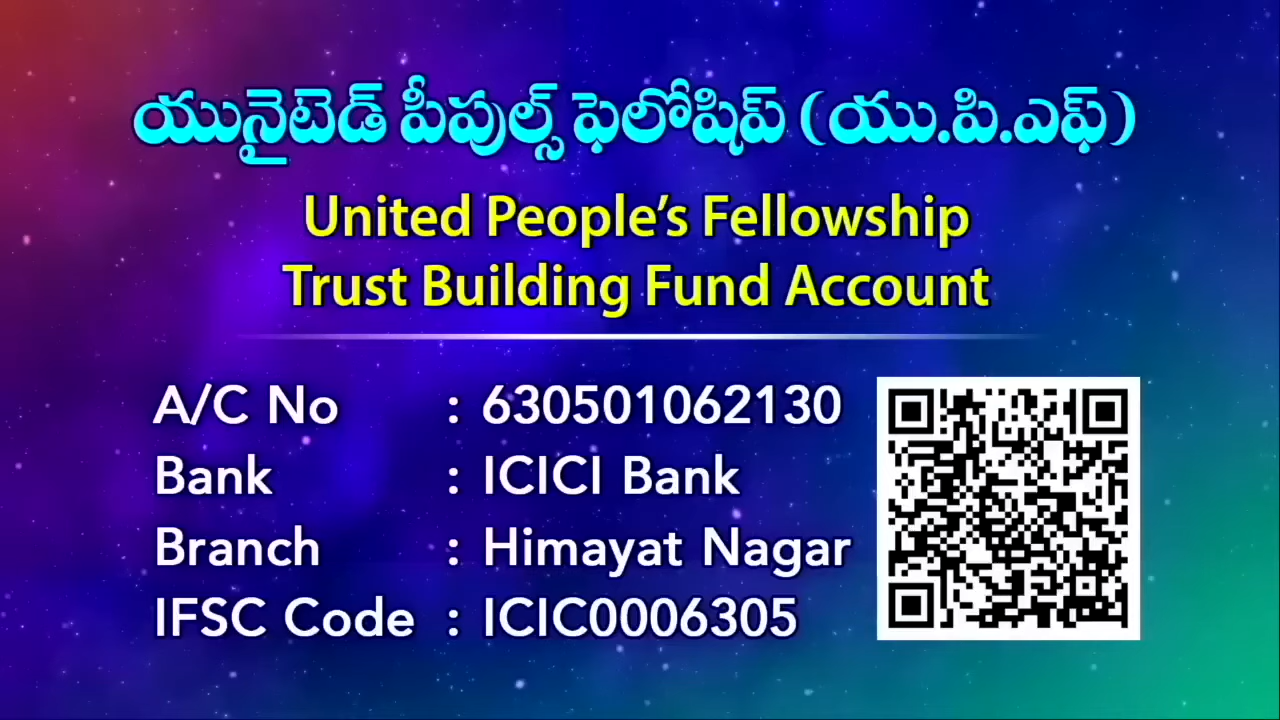 యునైటెడ్ పీపుల్స్ ఫెలోషిప్ (యు.పి.ఎఫ్)
United People’s Fellowship
Trust Building Fund Account
A/C No : 630501062130
Bank : ICICI Bank
Branch : Himayat Nagar
IFSC Code : ICIC0006305